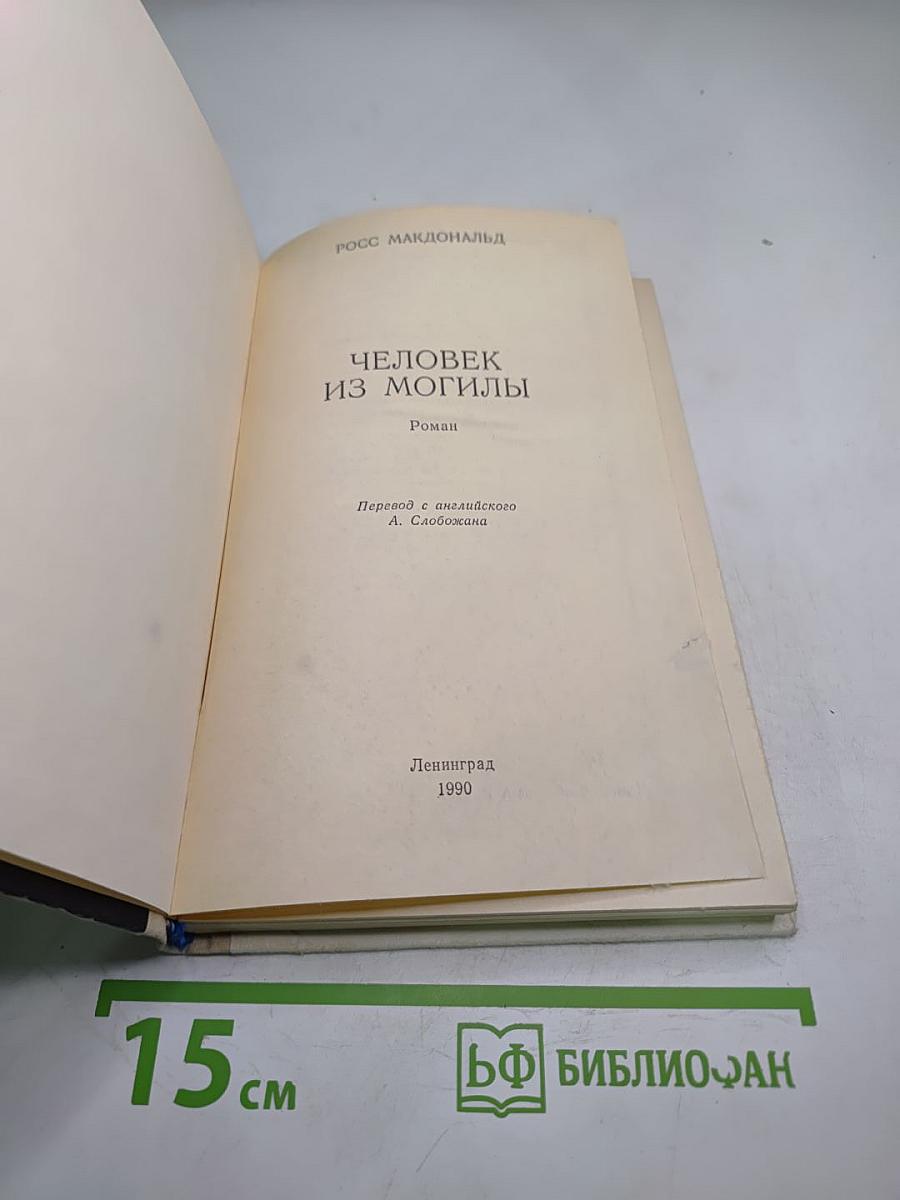 РОСС МАКДОНАЛЬД
ЧЕЛОВЕК
ИЗ МОГИЛЫ
Роман
Перевод с английского
А. Слобожана
Ленинград
1990
15 см
БФ БИБЛИОФАН